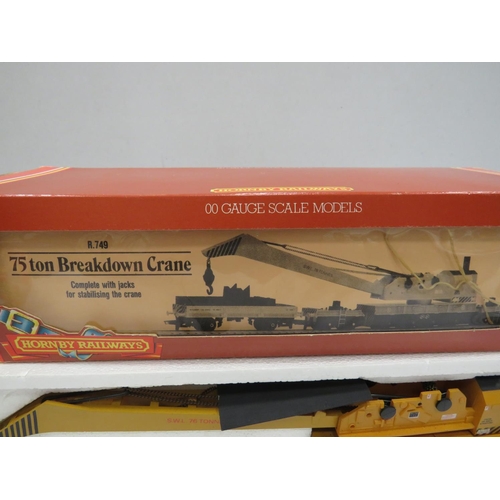 HORNBY RAILWAYS
00 GAUGE SCALE MODELS
R.749
75 ton Breakdown Crane
Complete with jacks
for stabilising the crane
HORNBY RAILWAYS